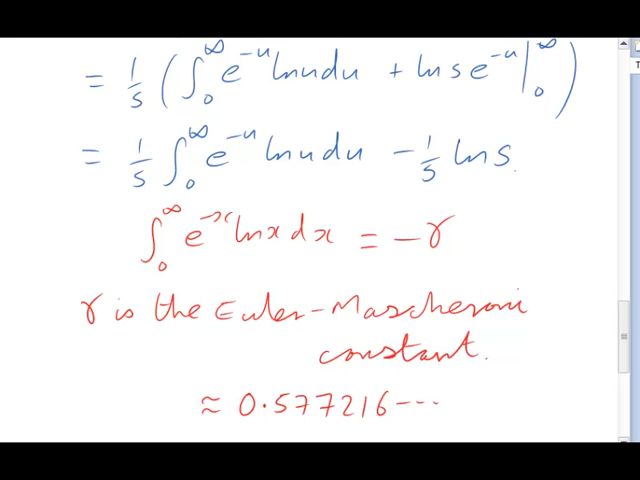 = 1/s ( ∫₀^∞ e^{-u} ln u du + ln s e^{-u} |₀^∞ )
= 1/s ∫₀^∞ e^{-u} ln u du - 1/s ln s.
∫₀^∞ e^{-x} ln x dx = -γ
γ is the Euler-Mascheroni
constant.
≈ 0.577216----